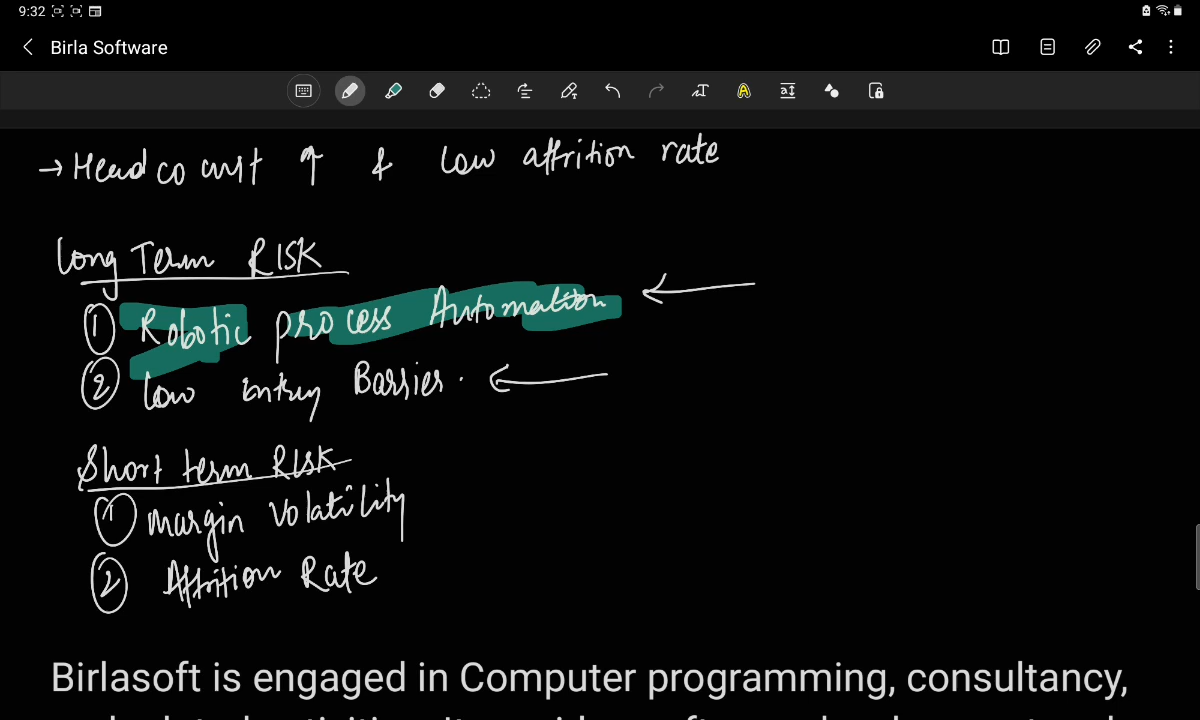 9:32
Birla Software
→ Head count ↑ & low attrition rate
Long Term RISK
① Robotic process Automation ←
② Low Entry Barrier. ←
Short term RISK
① Margin Volatility
② Attrition Rate
Birlasoft is engaged in Computer programming, consultancy,